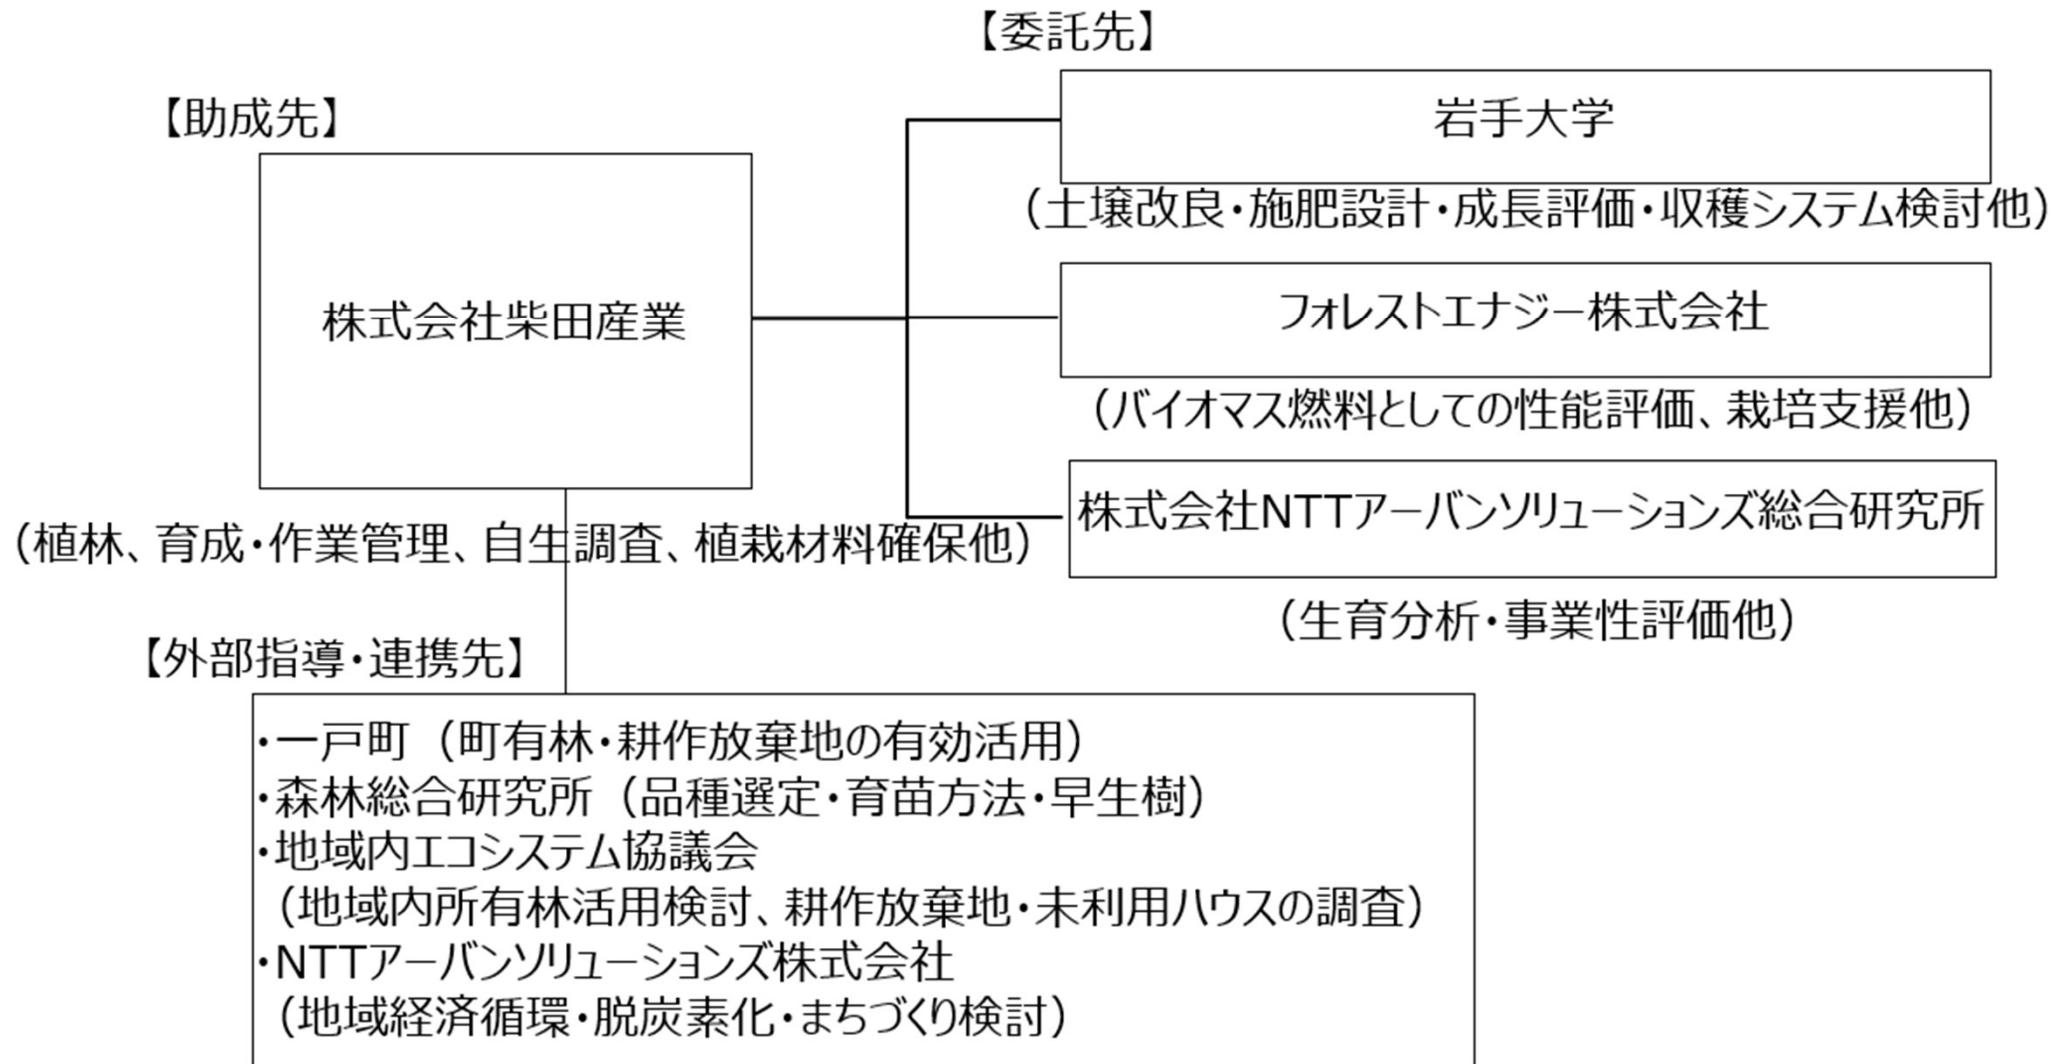 【委託先】
【助成先】
岩手大学
（土壌改良・施肥設計・成長評価・収穫システム検討他）
株式会社柴田産業
フォレストエナジー株式会社
（バイオマス燃料としての性能評価、栽培支援他）
株式会社NTTアーバンソリューションズ総合研究所
（植林、育成・作業管理、自生調査、植栽材料確保他）
（生育分析・事業性評価他）
【外部指導・連携先】
・一戸町（町有林・耕作放棄地の有効活用）
・森林総合研究所（品種選定・育苗方法・早生樹）
・地域内エコシステム協議会
（地域内所有林活用検討、耕作放棄地・未利用ハウスの調査）
・NTTアーバンソリューションズ株式会社
（地域経済循環・脱炭素化・まちづくり検討）